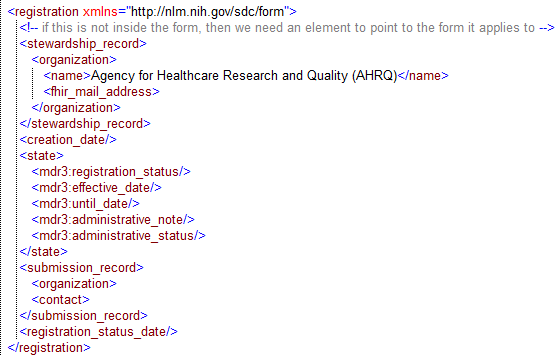 <registration xmlns="http://nlm.nih.gov/sdc/form">
<!-- if this is not inside the form, then we need an element to point to the form it applies to -->
<stewardship_record>
<organization>
<name>Agency for Healthcare Research and Quality (AHRQ)</name>
<fhir_mail_address>
</organization>
</stewardship_record>
<creation_date/>
<state>
<mdr3:registration_status/>
<mdr3:effective_date/>
<mdr3:until_date/>
<mdr3:administrative_note/>
<mdr3:administrative_status/>
</state>
<submission_record>
<organization>
<contact>
</submission_record>
<registration_status_date/>
</registration>